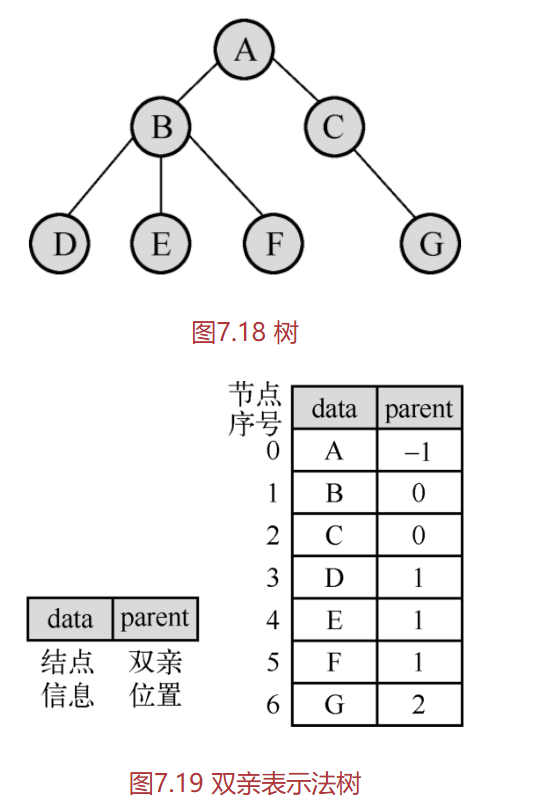 A
B
C
D
E
F
G
图7.18 树
节点
序号
data
parent
0
A
–1
1
B
0
2
C
0
3
D
1
4
E
1
5
F
1
6
G
2
data
parent
结点
信息
双亲
位置
图7.19 双亲表示法树